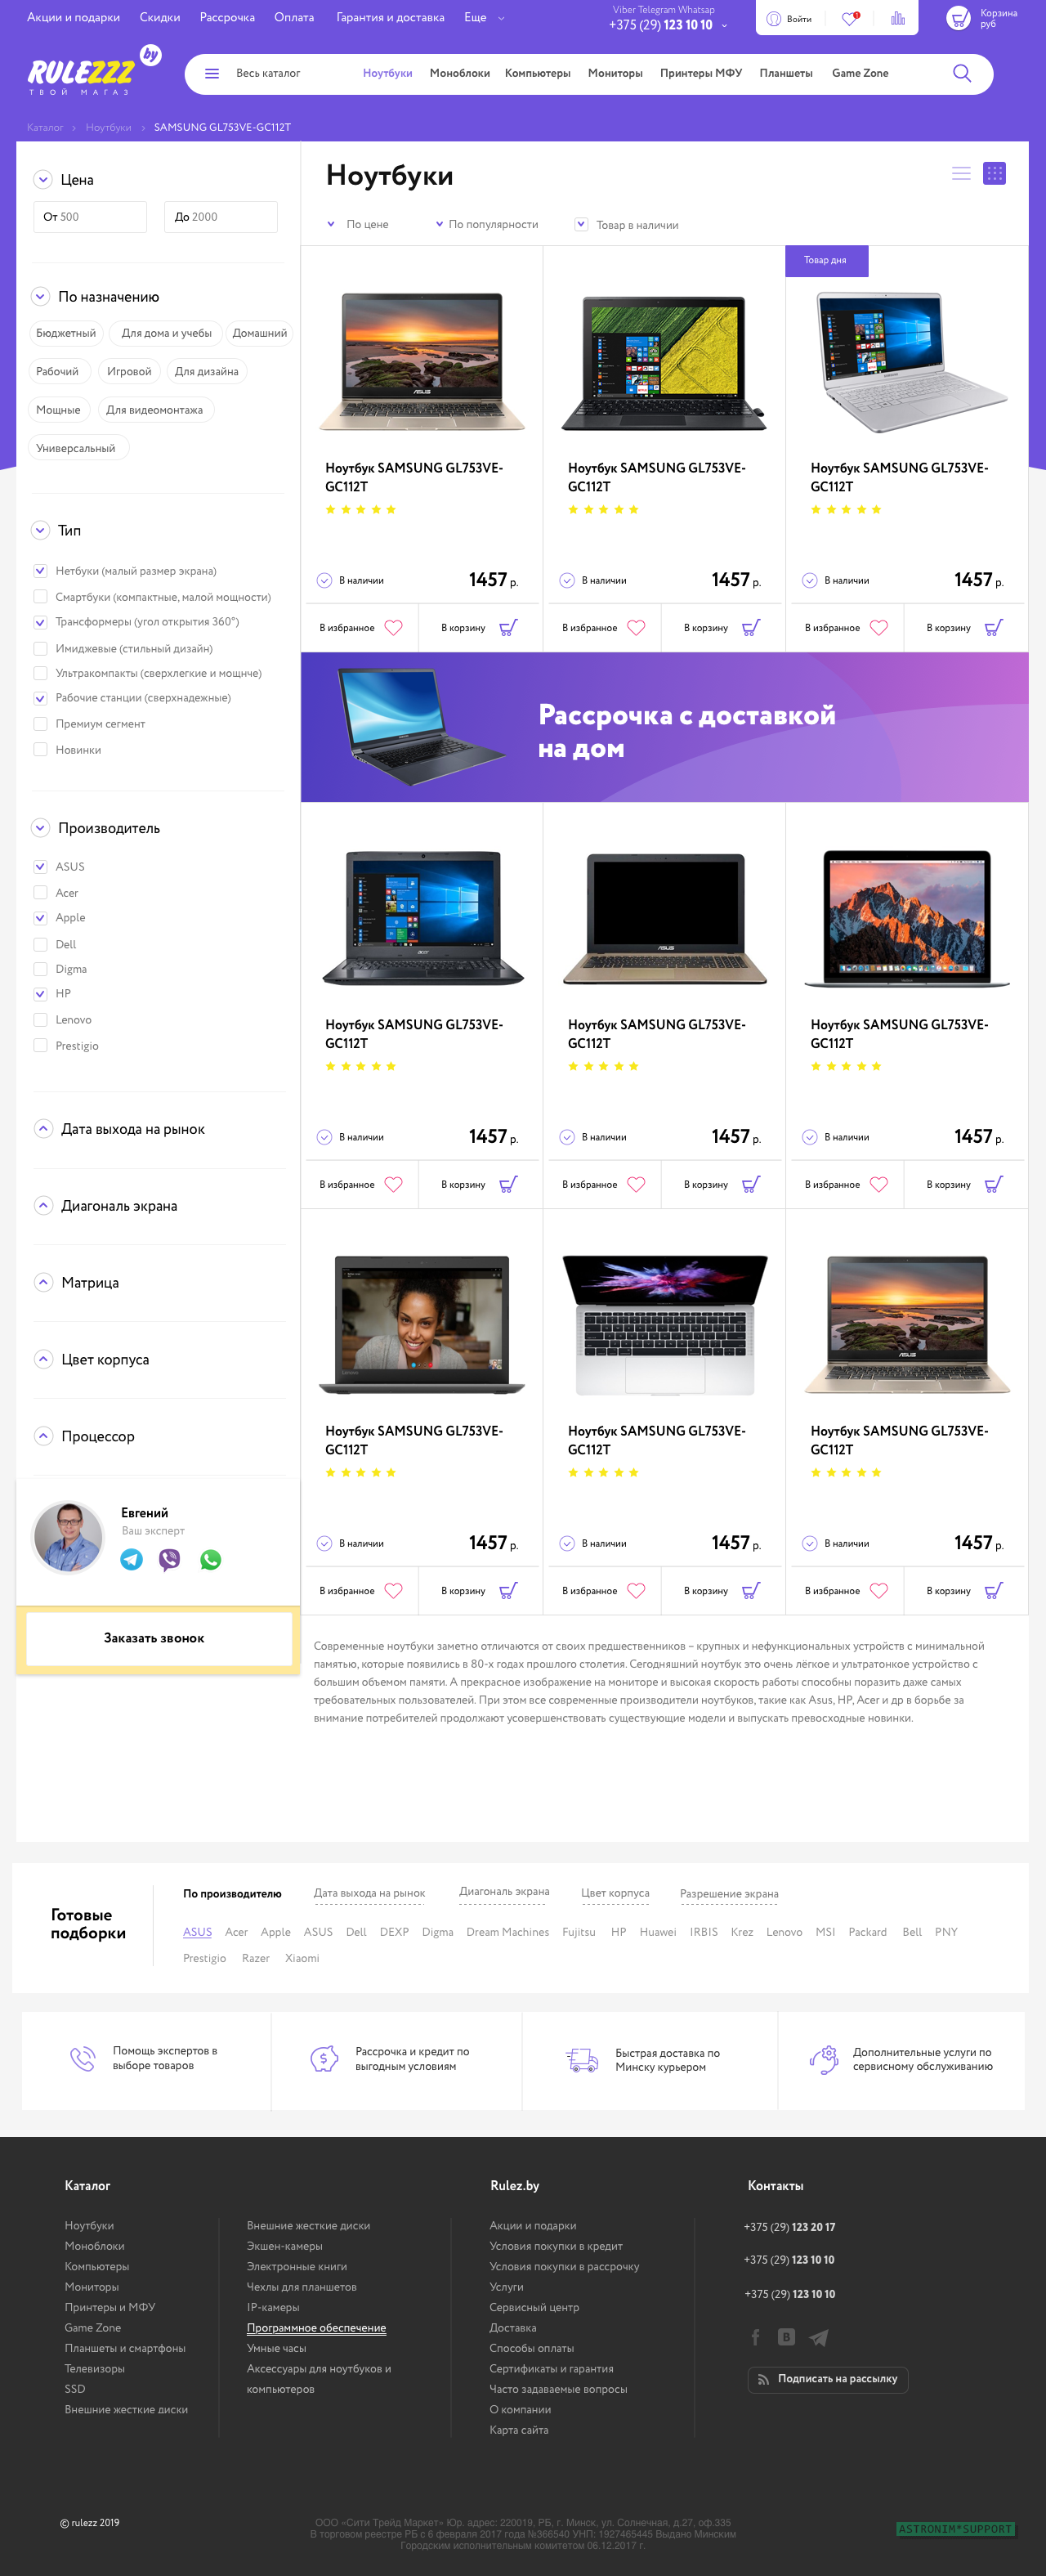 Акции и подарки Скидки Рассрочка Оплата Гарантия и доставка Еще
Viber Telegram Whatsap
+375 (29) 123 10 10
Войти
1
Корзина
руб
RULEZZZ by
ТВОЙ МАГАЗ
Весь каталог Ноутбуки Моноблоки Компьютеры Мониторы Принтеры МФУ Планшеты Game Zone
Каталог > Ноутбуки > SAMSUNG GL753VE-GC112T
Цена
От 500 До 2000
По назначению
Бюджетный Для дома и учебы Домашний
Рабочий Игровой Для дизайна
Мощные Для видеомонтажа
Универсальный
Тип
Нетбуки (малый размер экрана)
Смартбуки (компактные, малой мощности)
Трансформеры (угол открытия 360°)
Имиджевые (стильный дизайн)
Ультракомпакты (сверхлегкие и мощнче)
Рабочие станции (сверхнадежные)
Премиум сегмент
Новинки
Производитель
ASUS
Acer
Apple
Dell
Digma
HP
Lenovo
Prestigio
Дата выхода на рынок
Диагональ экрана
Матрица
Цвет корпуса
Процессор
Евгений
Ваш эксперт
Заказать звонок
Ноутбуки
По цене По популярности Товар в наличии
Товар дня
Ноутбук SAMSUNG GL753VE- Ноутбук SAMSUNG GL753VE- Ноутбук SAMSUNG GL753VE-
GC112T GC112T GC112T
В наличии 1457 р. В наличии 1457 р. В наличии 1457 р.
В избранное В корзину В избранное В корзину В избранное В корзину
Рассрочка с доставкой
на дом
Ноутбук SAMSUNG GL753VE- Ноутбук SAMSUNG GL753VE- Ноутбук SAMSUNG GL753VE-
GC112T GC112T GC112T
В наличии 1457 р. В наличии 1457 р. В наличии 1457 р.
В избранное В корзину В избранное В корзину В избранное В корзину
Ноутбук SAMSUNG GL753VE- Ноутбук SAMSUNG GL753VE- Ноутбук SAMSUNG GL753VE-
GC112T GC112T GC112T
В наличии 1457 р. В наличии 1457 р. В наличии 1457 р.
В избранное В корзину В избранное В корзину В избранное В корзину
Современные ноутбуки заметно отличаются от своих предшественников – крупных и нефункциональных устройств с минимальной
памятью, которые появились в 80-х годах прошлого столетия. Сегодняшний ноутбук это очень лёгкое и ультратонкое устройство с
большим объемом памяти. А прекрасное изображение на мониторе и высокая скорость работы способны поразить даже самых
требовательных пользователей. При этом все современные производители ноутбуков, такие как Asus, HP, Acer и др в борьбе за
внимание потребителей продолжают усовершенствовать существующие модели и выпускать превосходные новинки.
Готовые
подборки
По производителю Дата выхода на рынок Диагональ экрана Цвет корпуса Разрешение экрана
ASUS Acer Apple ASUS Dell DEXP Digma Dream Machines Fujitsu HP Huawei IRBIS Krez Lenovo MSI Packard Bell PNY
Prestigio Razer Xiaomi
Помощь экспертов в
выборе товаров
Рассрочка и кредит по
выгодным условиям
Быстрая доставка по
Минску курьером
Дополнительные услуги по
сервисному обслуживанию
Каталог
Ноутбуки
Моноблоки
Компьютеры
Мониторы
Принтеры и МФУ
Game Zone
Планшеты и смартфоны
Телевизоры
SSD
Внешние жесткие диски
Внешние жесткие диски
Экшен-камеры
Электронные книги
Чехлы для планшетов
IP-камеры
Программное обеспечение
Умные часы
Аксессуары для ноутбуков и
компьютеров
Rulez.by
Акции и подарки
Условия покупки в кредит
Условия покупки в рассрочку
Услуги
Сервисный центр
Доставка
Способы оплаты
Сертификаты и гарантия
Часто задаваемые вопросы
О компании
Карта сайта
Контакты
+375 (29) 123 20 17
+375 (29) 123 10 10
+375 (29) 123 10 10
Подписать на рассылку
© rulezz 2019
ООО «Сити Трейд Маркет» Юр. адрес: 220019, РБ, г. Минск, ул. Солнечная, д.27, оф.335
В торговом реестре РБ с 6 февраля 2017 года №366540 УНП: 1927465445 Выдано Минским
Городским исполнительным комитетом 06.12.2017 г.
ASTRONIM*SUPPORT